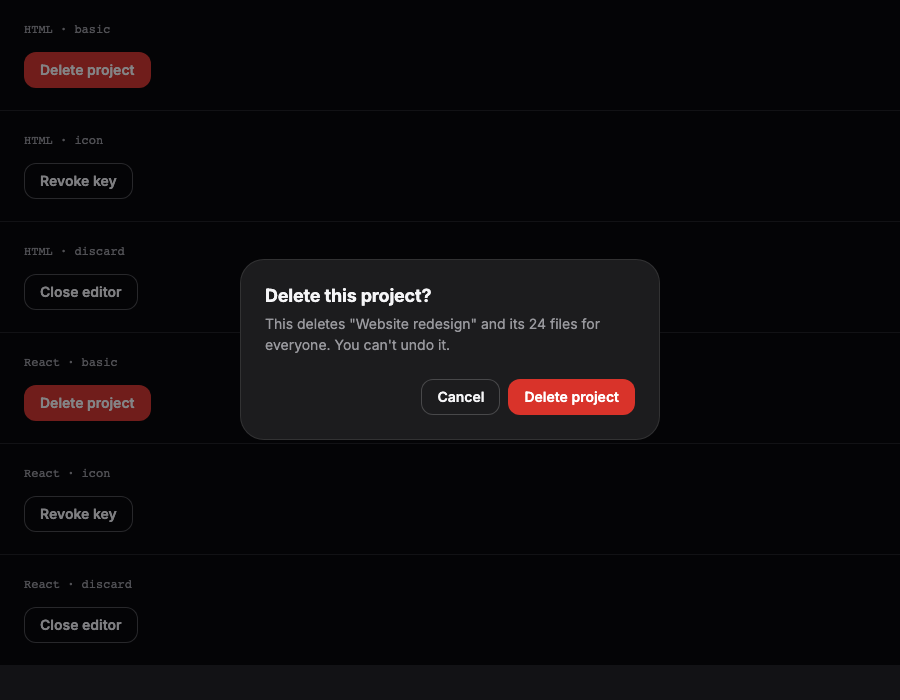 HTML · basic
Delete project
HTML · icon
Revoke key
HTML · discard
Close editor
Delete this project?
This deletes "Website redesign" and its 24 files for
everyone. You can't undo it.
Cancel
Delete project
React · basic
Delete project
React · icon
Revoke key
React · discard
Close editor